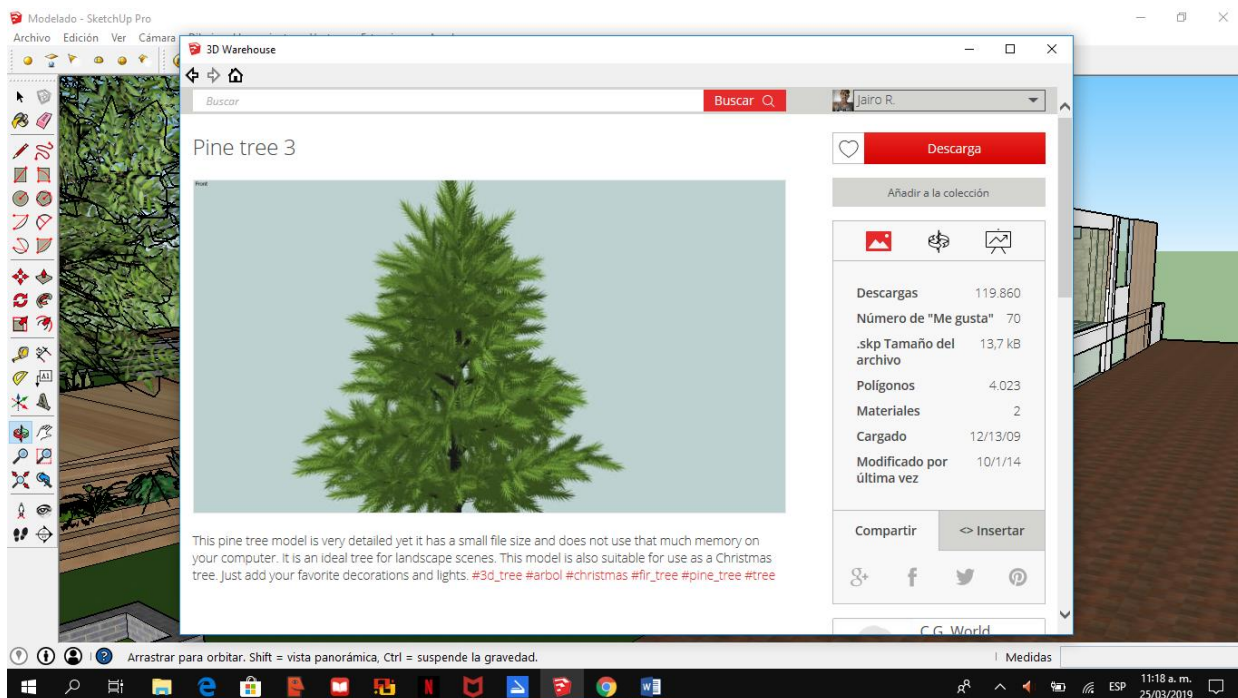 Modelado - SketchUp Pro
Archivo Edición Ver Cámara
3D Warehouse
Buscar
Buscar
Jairo R.
Pine tree 3
Front
Descarga
Añadir a la colección
Descargas 119.860
Número de "Me gusta" 70
.skp Tamaño del 13,7 kB
archivo
Polígonos 4.023
Materiales 2
Cargado 12/13/09
Modificado por 10/1/14
última vez
Compartir <> Insertar
This pine tree model is very detailed yet it has a small file size and does not use that much memory on
your computer. It is an ideal tree for landscape scenes. This model is also suitable for use as a Christmas
tree. Just add your favorite decorations and lights. #3d_tree #arbol #christmas #fir_tree #pine_tree #tree
C.G. World
Arrastrar para orbitar. Shift = vista panorámica, Ctrl = suspende la gravedad.
Medidas
ESP
11:18 a. m.
25/03/2019